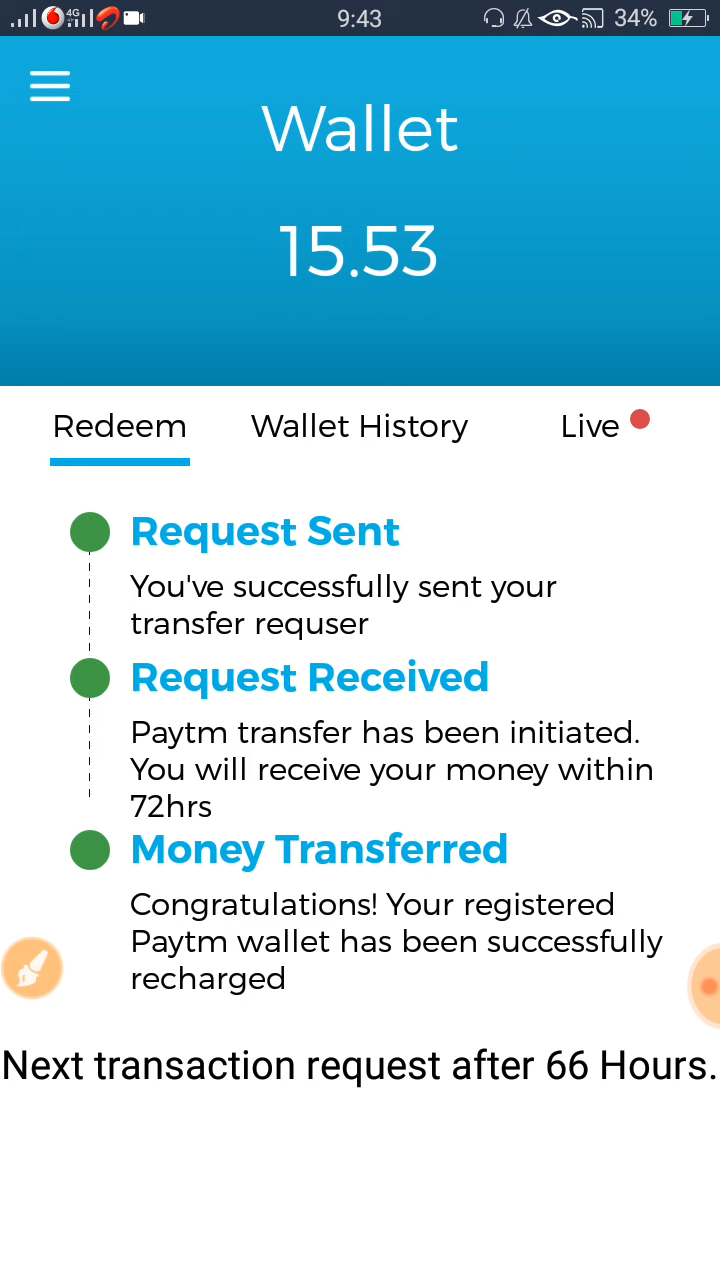 4G
9:43
34%
Wallet
15.53
Redeem
Wallet History
Live
Request Sent
You've successfully sent your
transfer requser
Request Received
Paytm transfer has been initiated.
You will receive your money within
72hrs
Money Transferred
Congratulations! Your registered
Paytm wallet has been successfully
recharged
Next transaction request after 66 Hours.